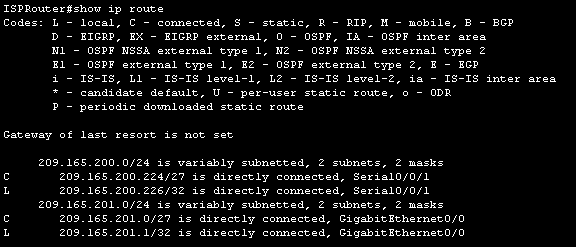 ISPRouter#show ip route
Codes: L - local, C - connected, S - static, R - RIP, M - mobile, B - BGP
D - EIGRP, EX - EIGRP external, O - OSPF, IA - OSPF inter area
N1 - OSPF NSSA external type 1, N2 - OSPF NSSA external type 2
E1 - OSPF external type 1, E2 - OSPF external type 2, E - EGP
i - IS-IS, L1 - IS-IS level-1, L2 - IS-IS level-2, ia - IS-IS inter area
* - candidate default, U - per-user static route, o - ODR
P - periodic downloaded static route
Gateway of last resort is not set
209.165.200.0/24 is variably subnetted, 2 subnets, 2 masks
C 209.165.200.224/27 is directly connected, Serial0/0/1
L 209.165.200.226/32 is directly connected, Serial0/0/1
209.165.201.0/24 is variably subnetted, 2 subnets, 2 masks
C 209.165.201.0/27 is directly connected, GigabitEthernet0/0
L 209.165.201.1/32 is directly connected, GigabitEthernet0/0